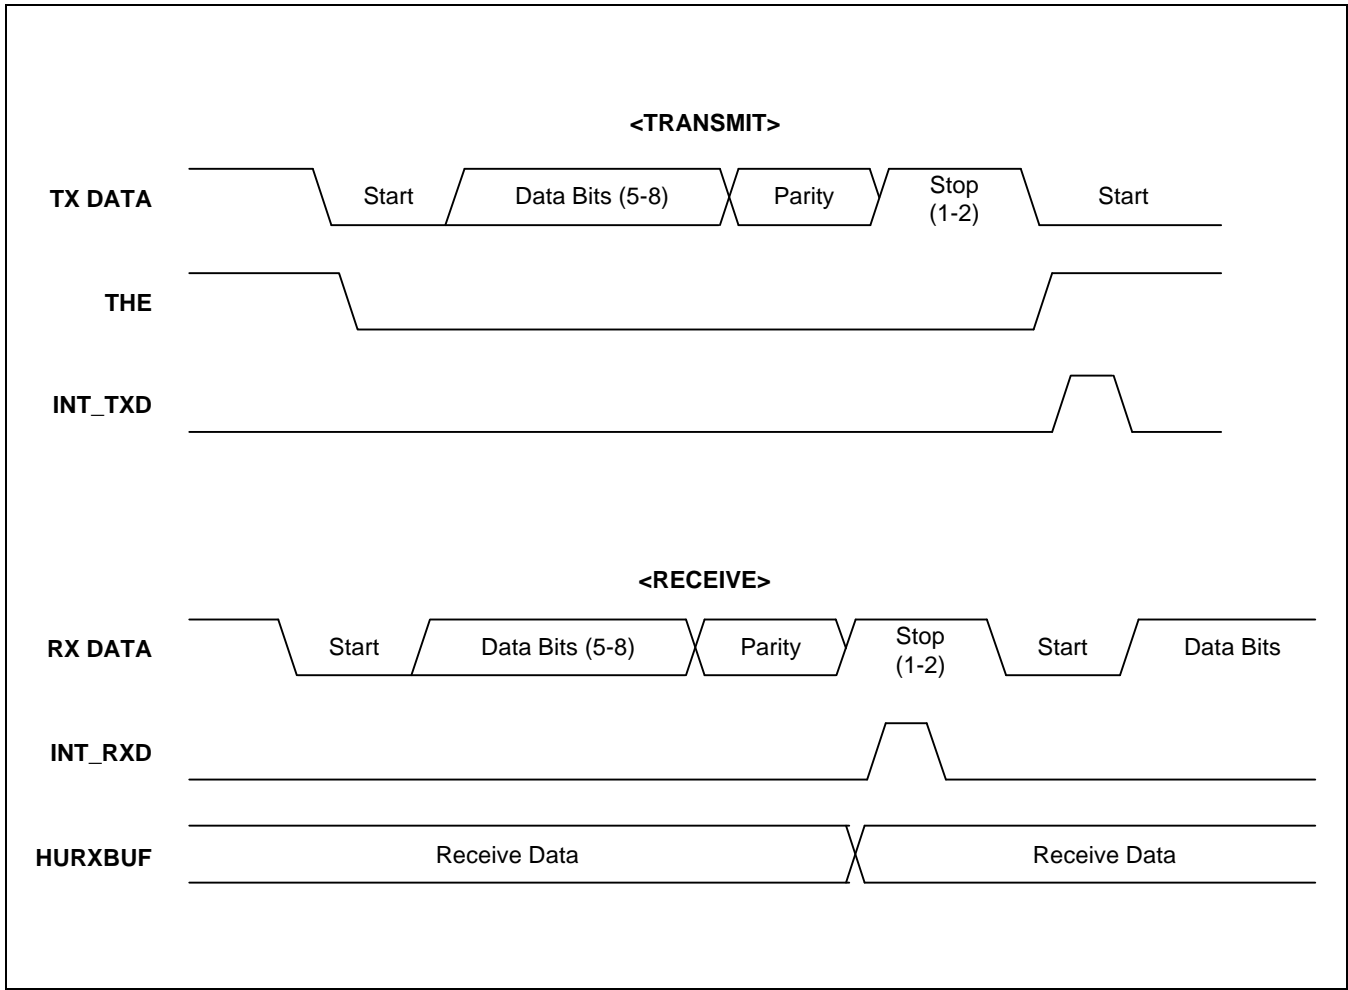 <TRANSMIT>
TX DATA
Start
Data Bits (5-8)
Parity
Stop
(1-2)
Start
THE
INT_TXD
<RECEIVE>
RX DATA
Start
Data Bits (5-8)
Parity
Stop
(1-2)
Start
Data Bits
INT_RXD
HURXBUF
Receive Data
Receive Data